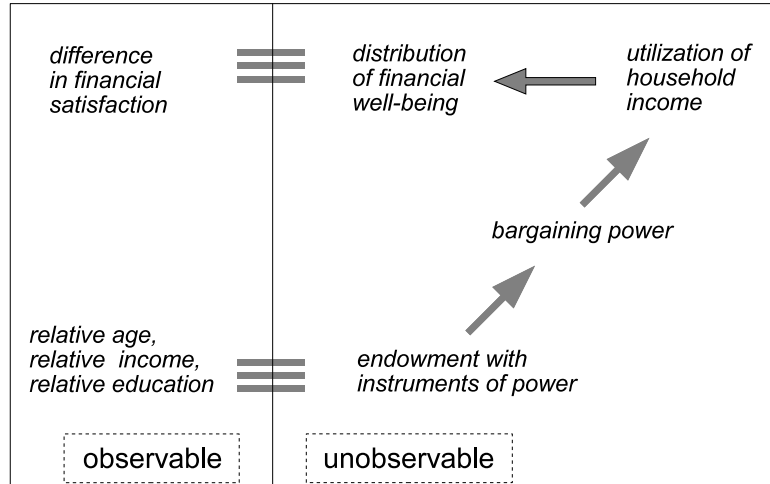 difference
in financial
satisfaction
distribution
of financial
well-being
utilization of
household
income
bargaining power
relative age,
relative income,
relative education
endowment with
instruments of power
observable
unobservable